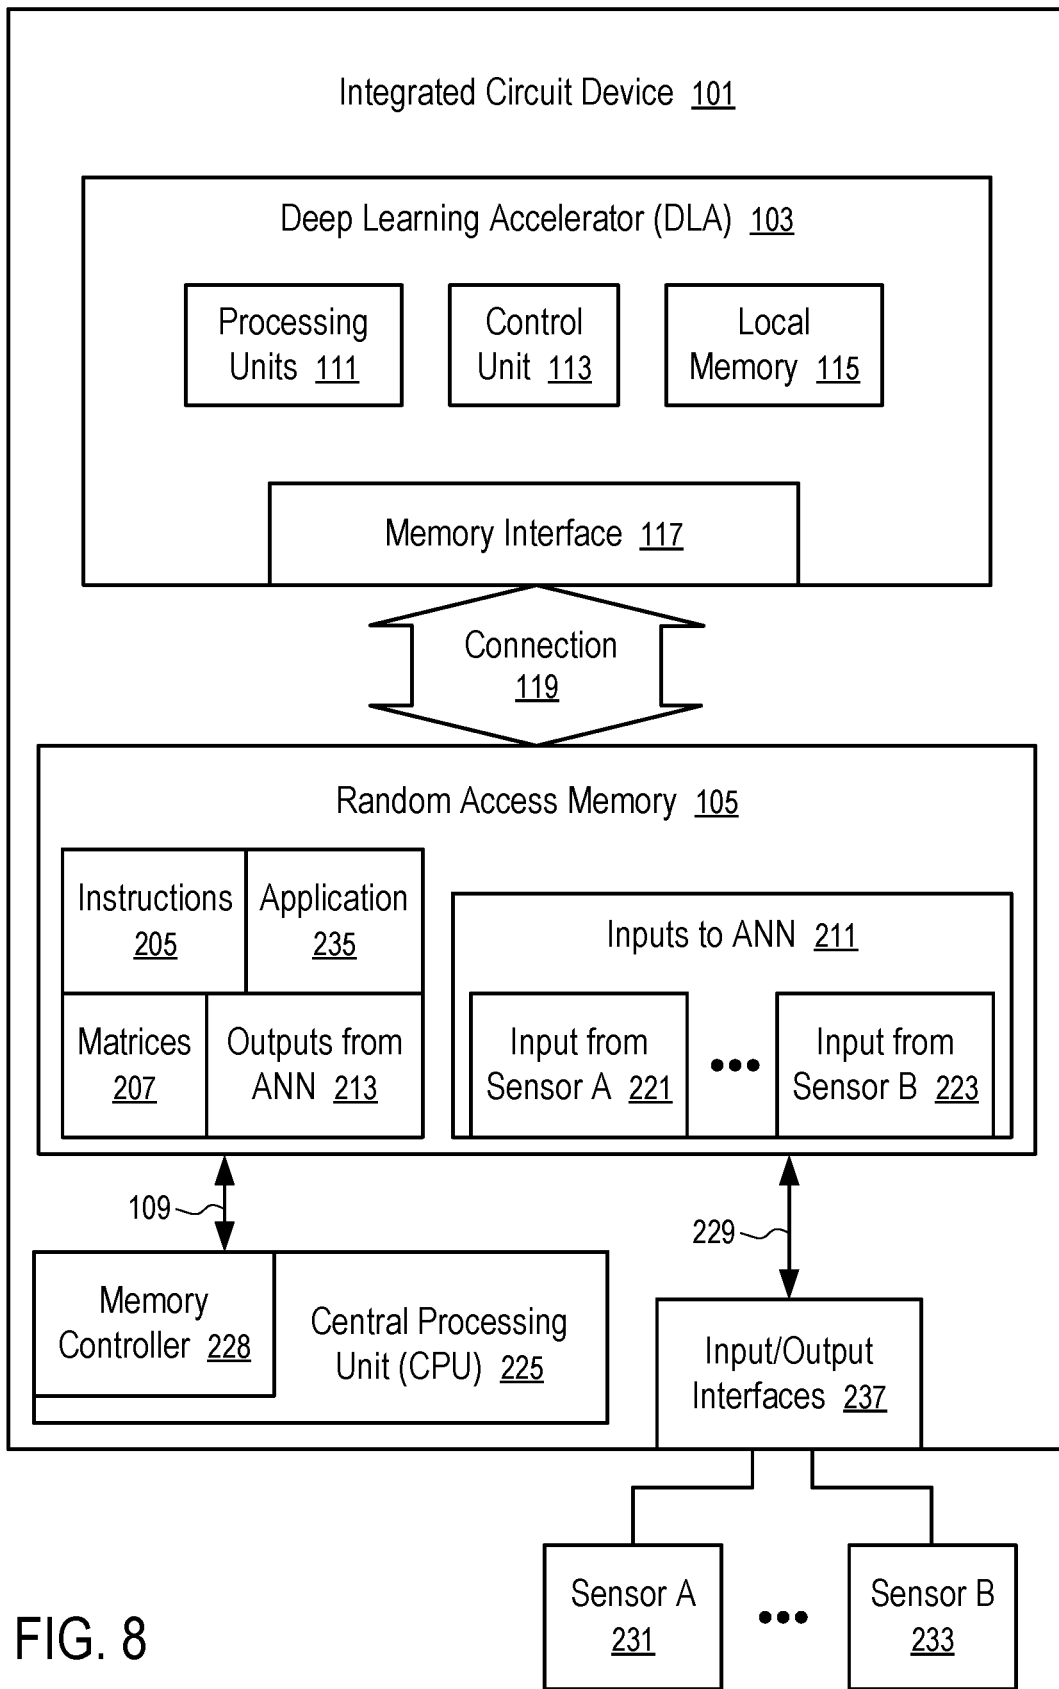 Integrated Circuit Device 101
Deep Learning Accelerator (DLA) 103
Processing
Units 111
Control
Unit 113
Local
Memory 115
Memory Interface 117
Connection
119
Random Access Memory 105
Instructions
205
Application
235
Matrices
207
Outputs from
ANN 213
Inputs to ANN 211
Input from
Sensor A 221
Input from
Sensor B 223
109
229
Memory
Controller 228
Central Processing
Unit (CPU) 225
Input/Output
Interfaces 237
Sensor A
231
Sensor B
233
FIG. 8